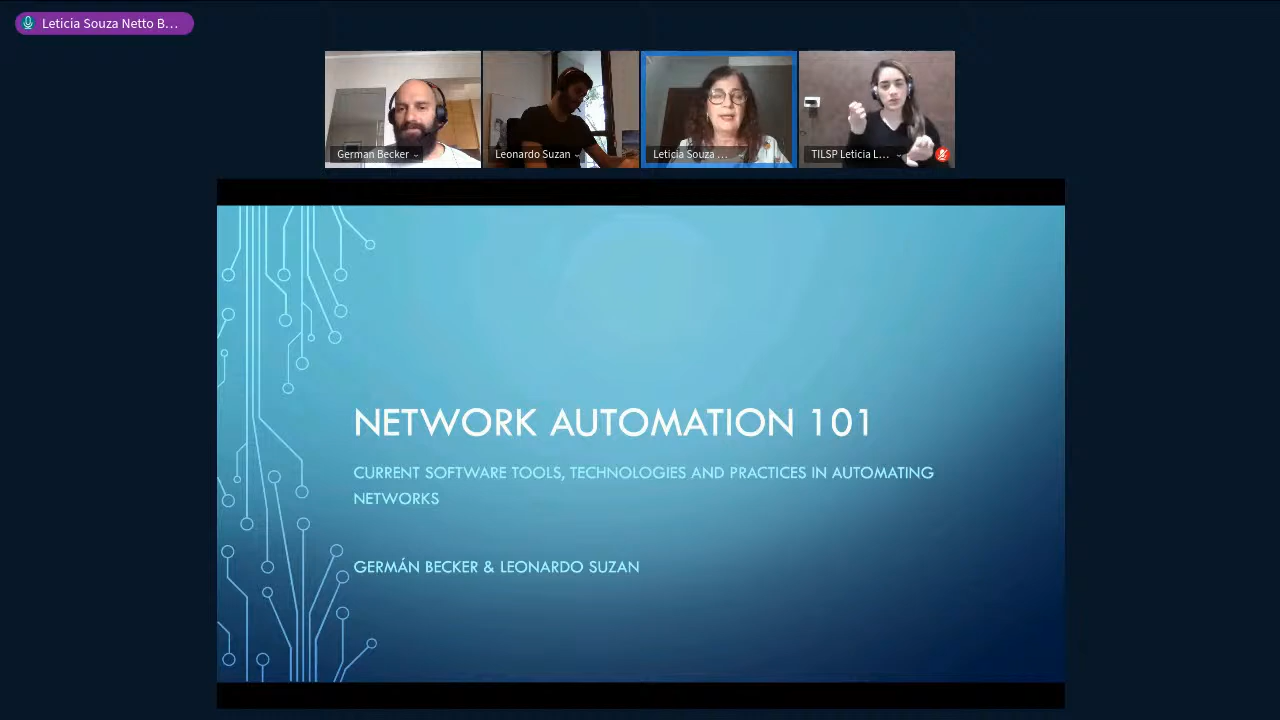 Leticia Souza Netto B...
German Becker
Leonardo Suzan
Leticia Souza ...
TILSP Leticia L...
NETWORK AUTOMATION 101
CURRENT SOFTWARE TOOLS, TECHNOLOGIES AND PRACTICES IN AUTOMATING
NETWORKS
GERMÁN BECKER & LEONARDO SUZAN